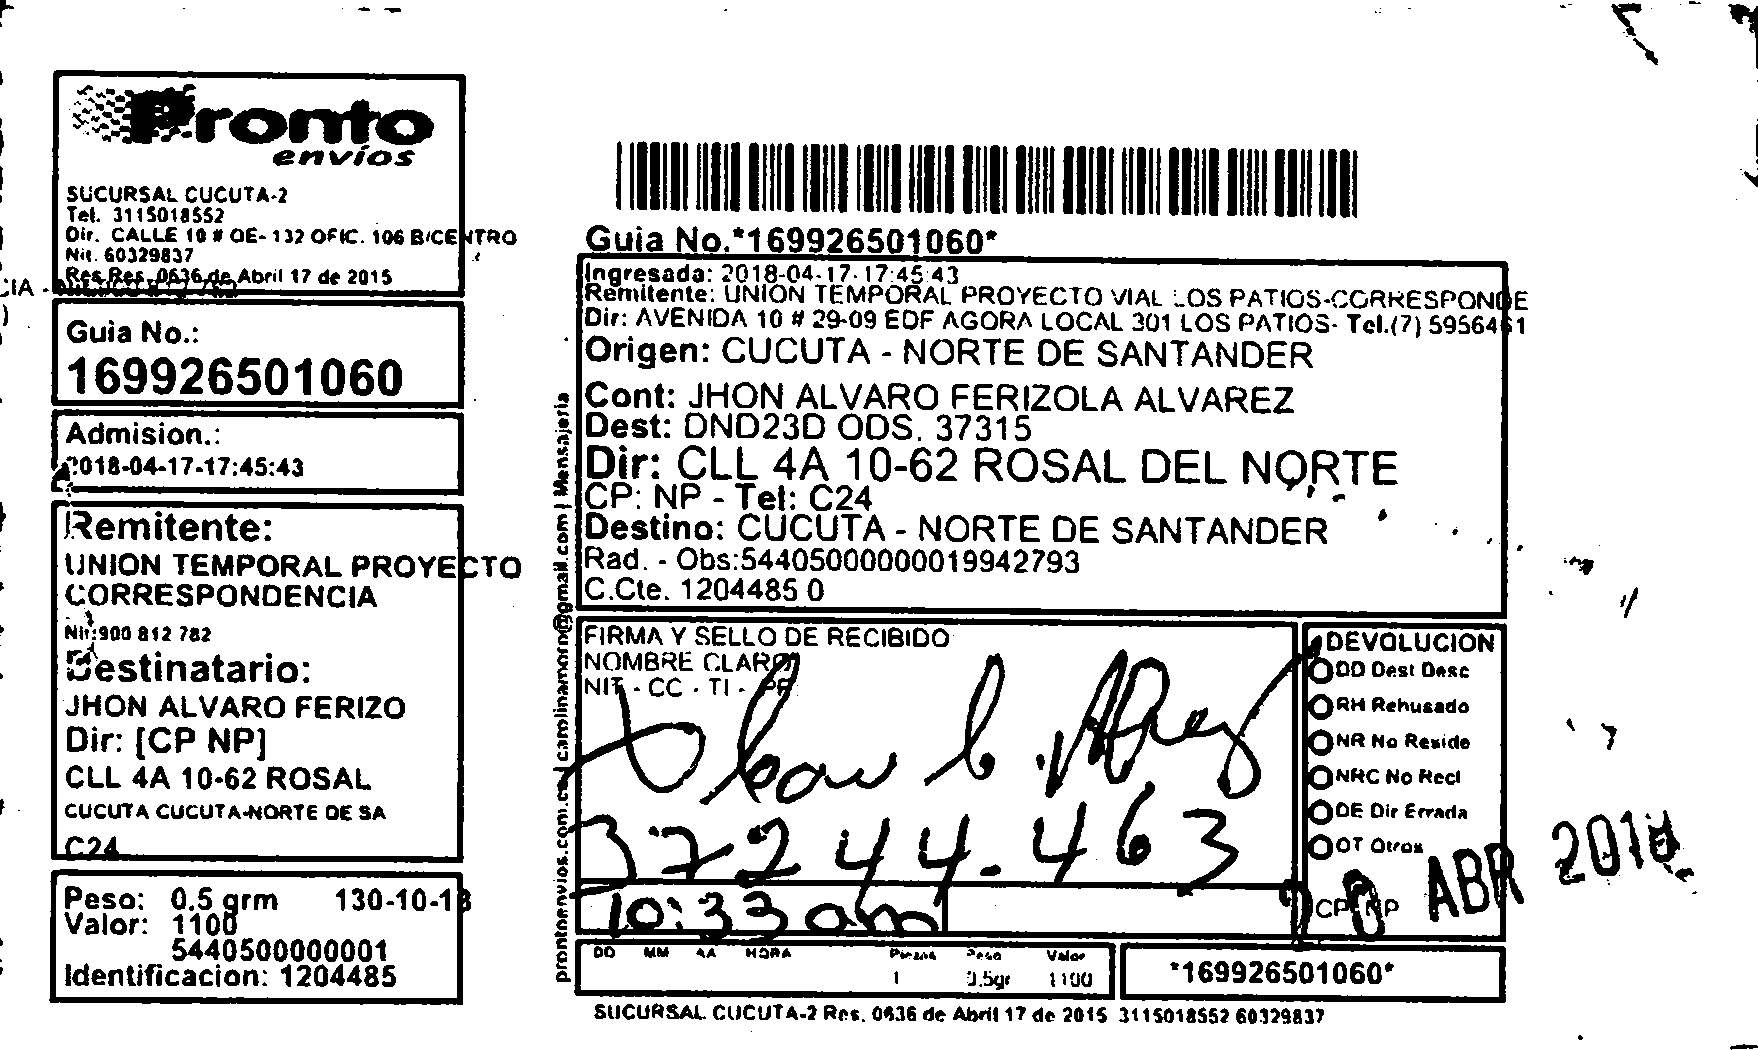 Pronto
envíos
SUCURSAL CUCUTA-2
Tel. 3115018552
Dir. CALLE 10 # OE- 132 OFIC. 106 B/CENTRO
Nit. 60329837
Res.Res. 0636 de Abril 17 de 2015
Guia No.:
169926501060
Admision.:
2018-04-17-17:45:43
Remitente:
UNION TEMPORAL PROYECTO
CORRESPONDENCIA
Nit:900 812 782
Destinatario:
JHON ALVARO FERIZO
Dir: [CP NP]
CLL 4A 10-62 ROSAL
CUCUTA CUCUTA-NORTE DE SA
C24
Peso: 0.5 grm 130-10-13
Valor: 1100
5440500000001
Identificacion: 1204485
prontoenvios.com.co / carolinamoro@gmail.com | Mensajeria
Guia No.*169926501060*
Ingresada: 2018-04-17-17:45:43
Remitente: UNION TEMPORAL PROYECTO VIAL LOS PATIOS-CORRESPONDE
Dir: AVENIDA 10 # 29-09 EDF AGORA LOCAL 301 LOS PATIOS- Tel.(7) 5956461
Origen: CUCUTA - NORTE DE SANTANDER
Cont: JHON ALVARO FERIZOLA ALVAREZ
Dest: DND23D ODS. 37315
Dir: CLL 4A 10-62 ROSAL DEL NORTE
CP: NP - Tel: C24
Destino: CUCUTA - NORTE DE SANTANDER
Rad. - Obs:54405000000019942793
C.Cte. 1204485 0
FIRMA Y SELLO DE RECIBIDO
NOMBRE CLARO
NIT - CC - TI - PP
37244.463
10:33 am
DD MM AA HORA Piezas Peso Valor
1 0.5gr 1100
DEVOLUCION
DD Dest Desc
RH Rehusado
NR No Reside
NRC No Recl
DE Dir Errada
OT Otros
CP: NP
ABR 2018
*169926501060*
SUCURSAL CUCUTA-2 Res. 0636 de Abril 17 de 2015 3115018552 60329837